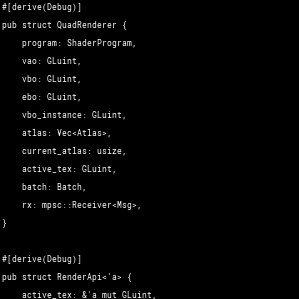 #[derive(Debug)]
pub struct QuadRenderer {
    program: ShaderProgram,
    vao: GLuint,
    vbo: GLuint,
    ebo: GLuint,
    vbo_instance: GLuint,
    atlas: Vec<Atlas>,
    current_atlas: usize,
    active_tex: GLuint,
    batch: Batch,
    rx: mpsc::Receiver<Msg>,
}

#[derive(Debug)]
pub struct RenderApi<'a> {
    active_tex: &'a mut GLuint,